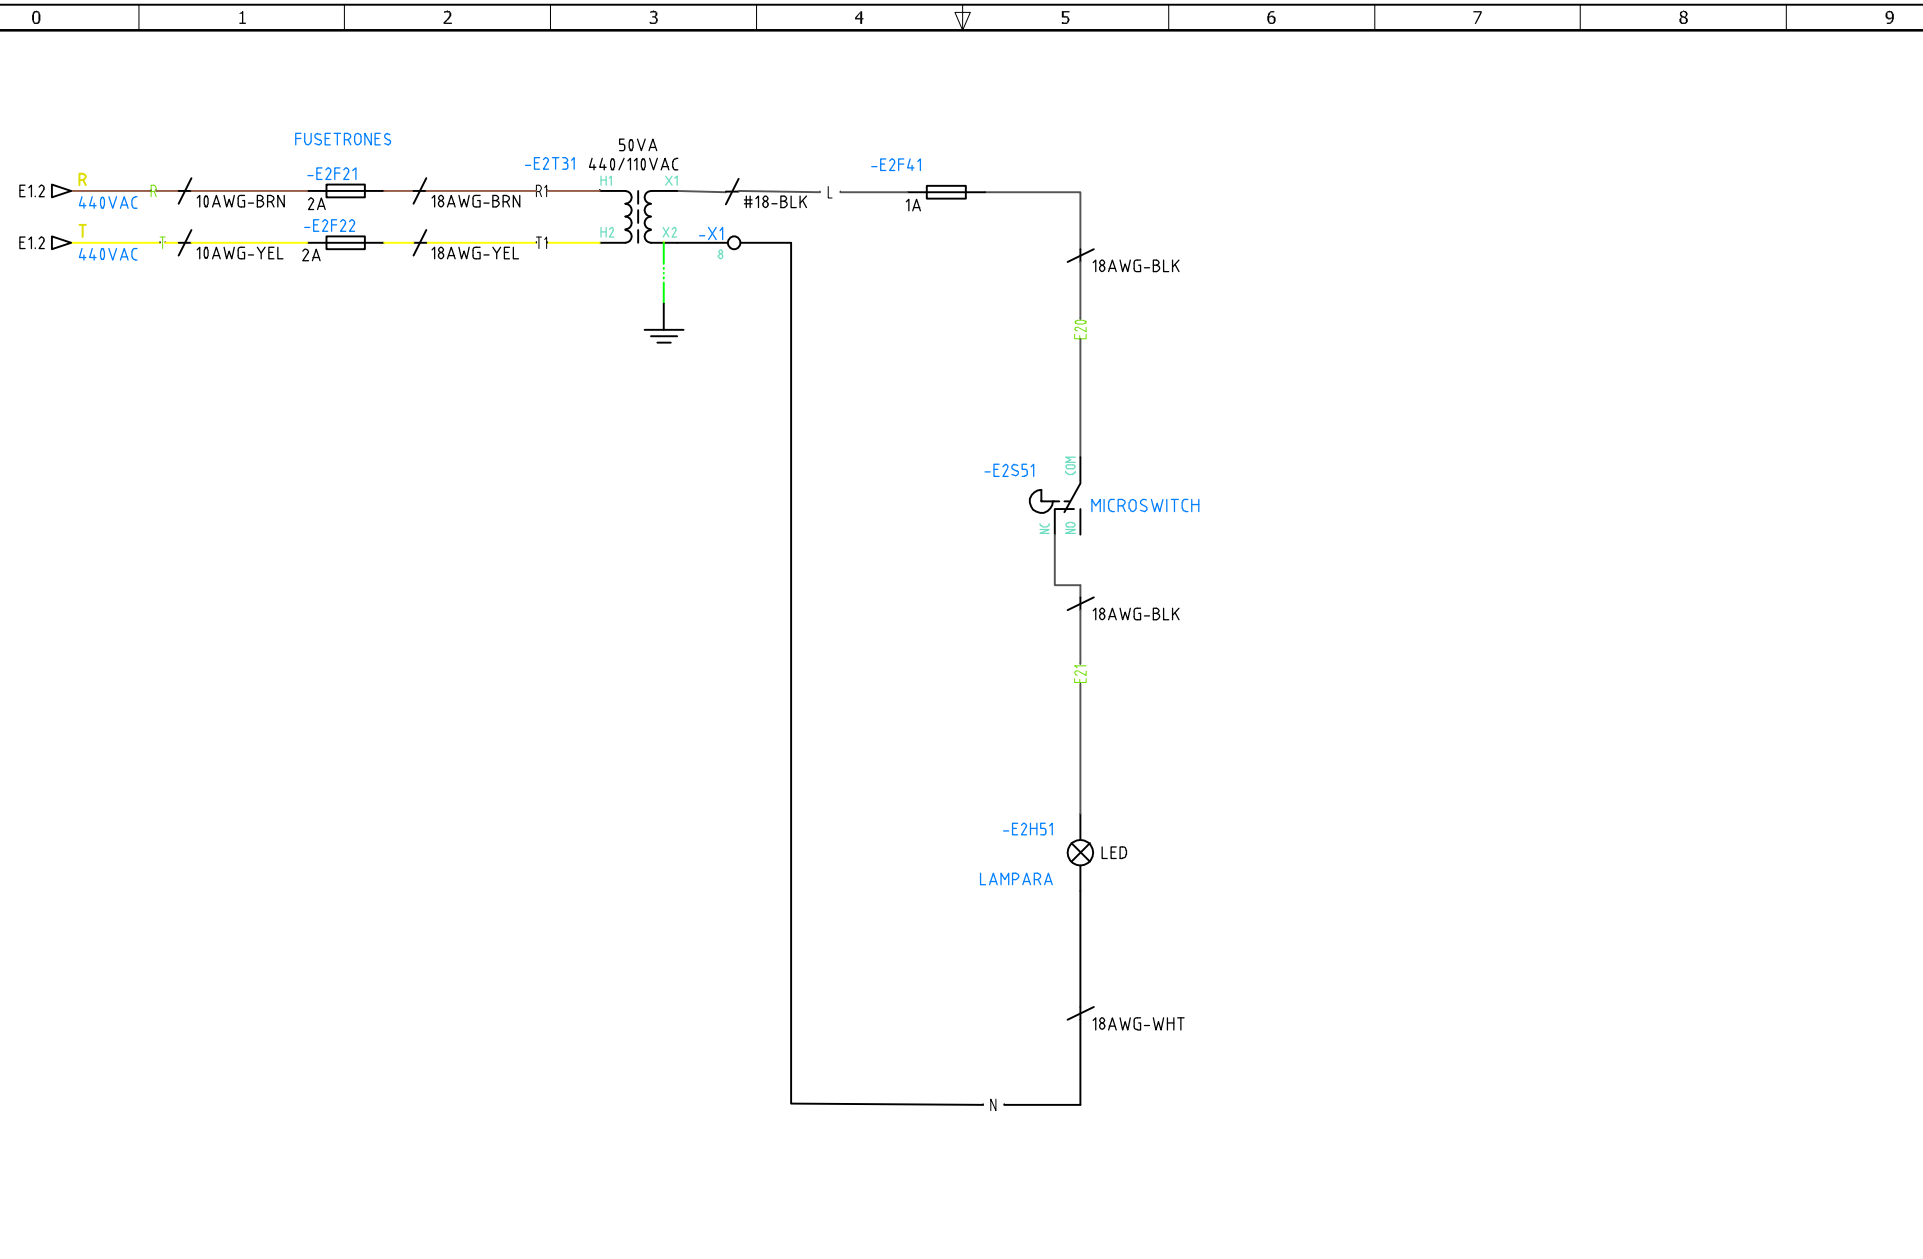 0 1 2 3 4 5 6 7 8 9
FUSETRONES
50VA
-E2T31 440/110VAC
-E2F41
-E2F21
R
H1 X1
E1.2 R R1 L
440VAC 10AWG-BRN 2A 18AWG-BRN #18-BLK 1A
T -E2F22 H2 X2 -X1
E1.2 T T1
440VAC 10AWG-YEL 2A 18AWG-YEL 8
18AWG-BLK
E20
COM
-E2S51
MICROSWITCH
NC NO
18AWG-BLK
E21
-E2H51
LED
LAMPARA
18AWG-WHT
N